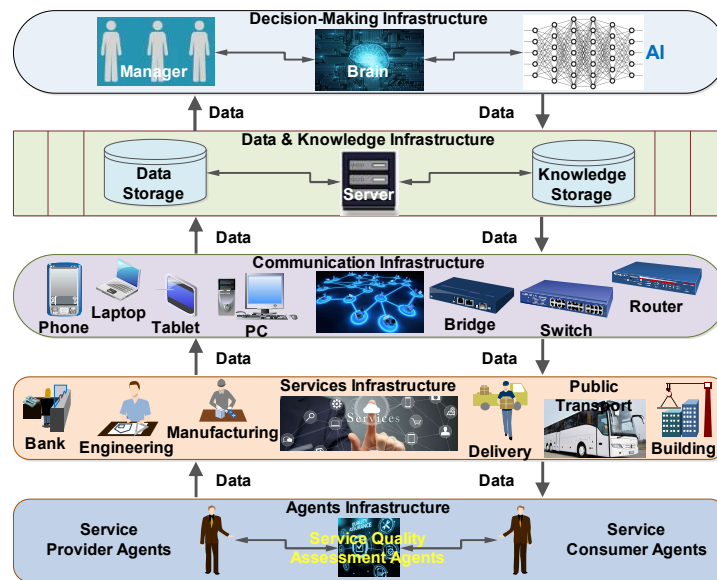 Decision-Making Infrastructure
Manager
Brain
AI
Data
Data
Data & Knowledge Infrastructure
Data
Storage
Server
Knowledge
Storage
Data
Data
Communication Infrastructure
Phone
Laptop
Tablet
PC
Bridge
Switch
Router
Data
Data
Services Infrastructure
Bank
Engineering
Manufacturing
Services
Delivery
Public
Transport
Building
Data
Data
Agents Infrastructure
Service
Provider Agents
Service Quality
Assessment Agents
Service
Consumer Agents